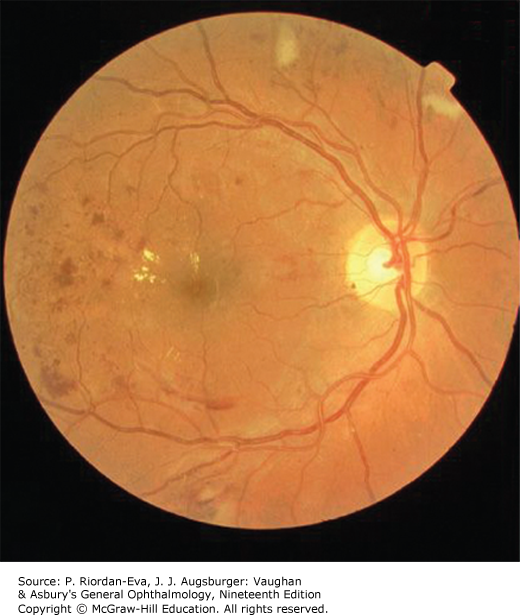 Source: P. Riordan-Eva, J. J. Augsburger: Vaughan
& Asbury's General Ophthalmology, Nineteenth Edition
Copyright © McGraw-Hill Education. All rights reserved.